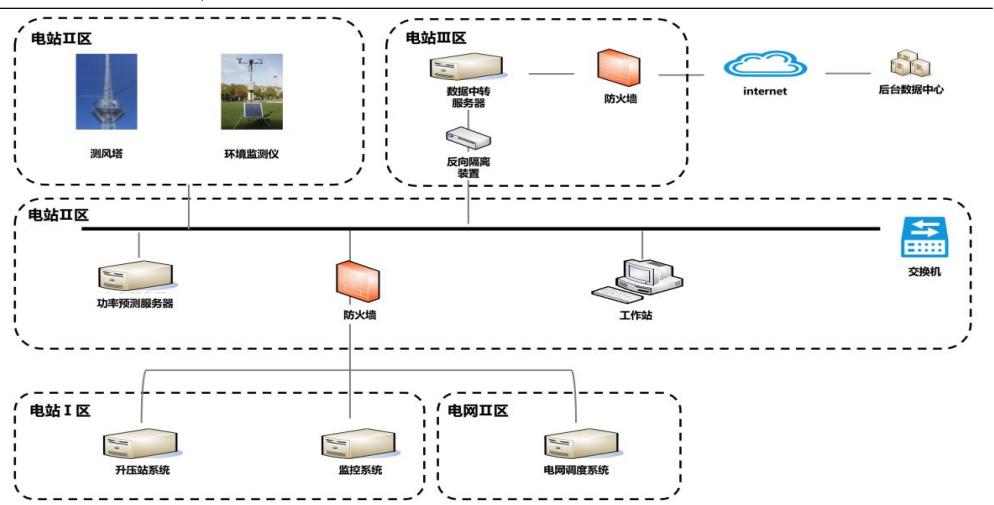 电站II区
测风塔
环境监测仪
电站III区
数据中转
服务器
防火墙
internet
后台数据中心
反向隔离
装置
电站II区
交换机
功率预测服务器
防火墙
工作站
电站 I 区
升压站系统
监控系统
电网II区
电网调度系统